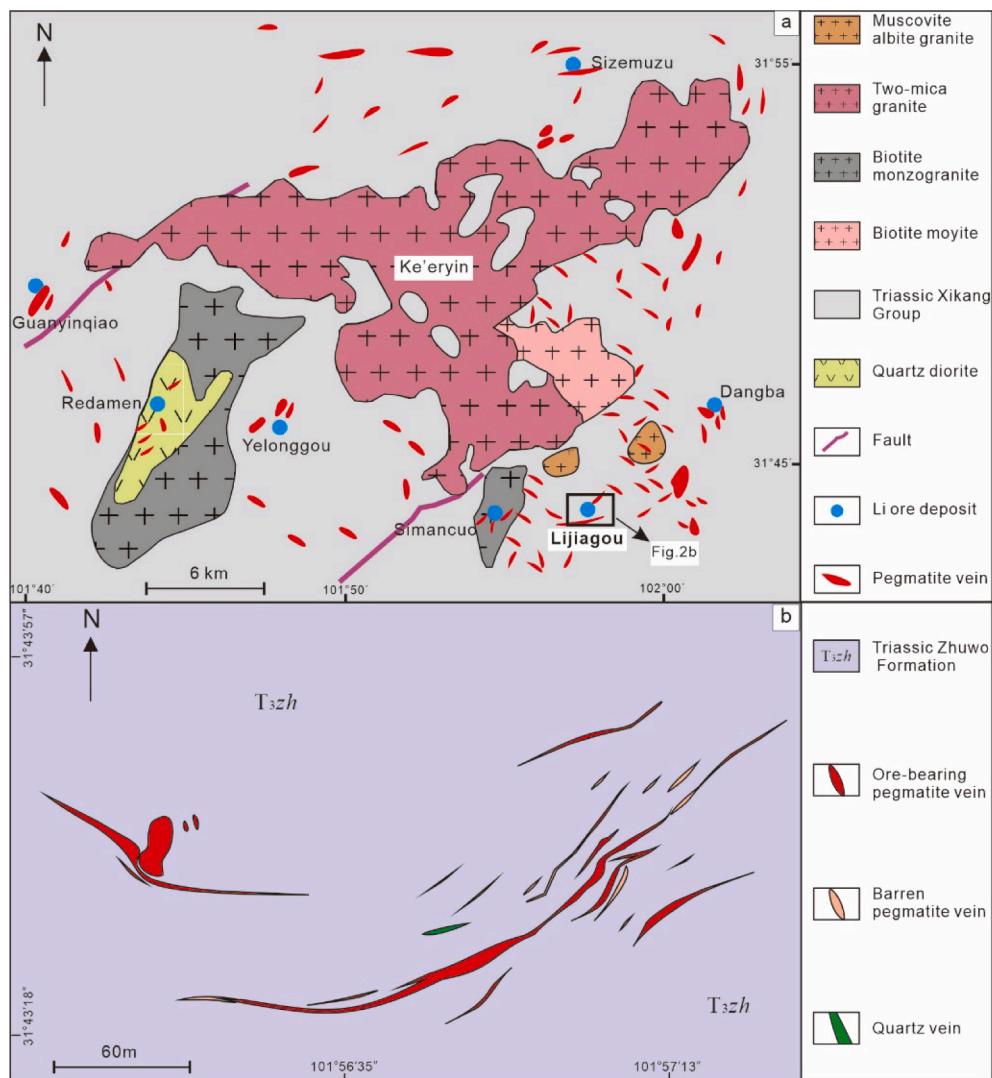 a
N
Sizemuzu
31°55′
Ke'eryin
Guanyinqiao
Redamen
Yelonggou
Dangba
31°45′
Simancuo
Lijiagou
Fig.2b
6 km
101°40′
101°50′
102°00′
Muscovite
albite granite
Two-mica
granite
Biotite
monzogranite
Biotite moyite
Triassic Xikang
Group
Quartz diorite
Fault
Li ore deposit
Pegmatite vein
b
N
31°43′57″
T3zh
31°43′18″
T3zh
60m
101°56′35″
101°57′13″
T3zh
Triassic Zhuwo
Formation
Ore-bearing
pegmatite vein
Barren
pegmatite vein
Quartz vein